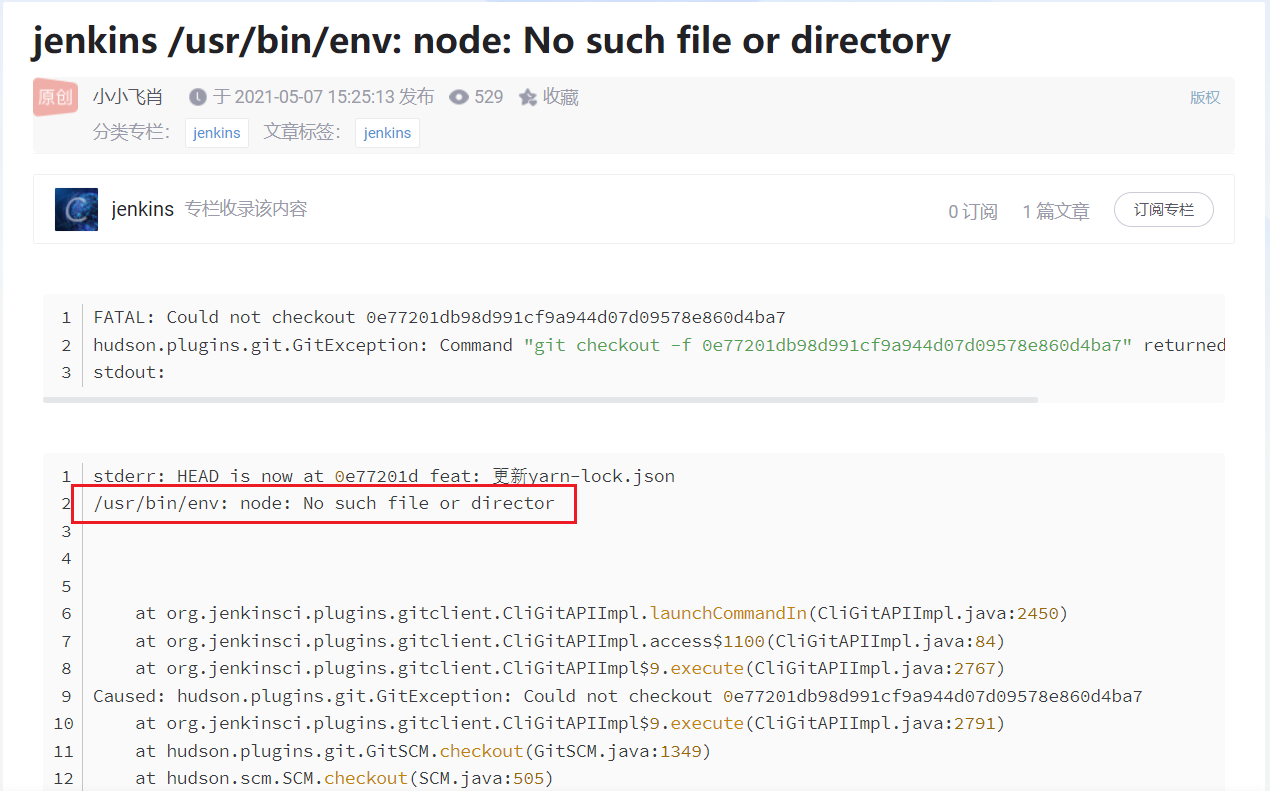 jenkins /usr/bin/env: node: No such file or directory
原创 小小飞肖 于 2021-05-07 15:25:13 发布 529 收藏 版权
分类专栏: jenkins 文章标签: jenkins
jenkins 专栏收录该内容 0 订阅 1 篇文章 订阅专栏
1 FATAL: Could not checkout 0e77201db98d991cf9a944d07d09578e860d4ba7
2 hudson.plugins.git.GitException: Command "git checkout -f 0e77201db98d991cf9a944d07d09578e860d4ba7" returned
3 stdout:
1 stderr: HEAD is now at 0e77201d feat: 更新yarn-lock.json
2 /usr/bin/env: node: No such file or director
3
4
5
6 at org.jenkinsci.plugins.gitclient.CliGitAPIImpl.launchCommandIn(CliGitAPIImpl.java:2450)
7 at org.jenkinsci.plugins.gitclient.CliGitAPIImpl.access$1100(CliGitAPIImpl.java:84)
8 at org.jenkinsci.plugins.gitclient.CliGitAPIImpl$9.execute(CliGitAPIImpl.java:2767)
9 Caused: hudson.plugins.git.GitException: Could not checkout 0e77201db98d991cf9a944d07d09578e860d4ba7
10 at org.jenkinsci.plugins.gitclient.CliGitAPIImpl$9.execute(CliGitAPIImpl.java:2791)
11 at hudson.plugins.git.GitSCM.checkout(GitSCM.java:1349)
12 at hudson.scm.SCM.checkout(SCM.java:505)